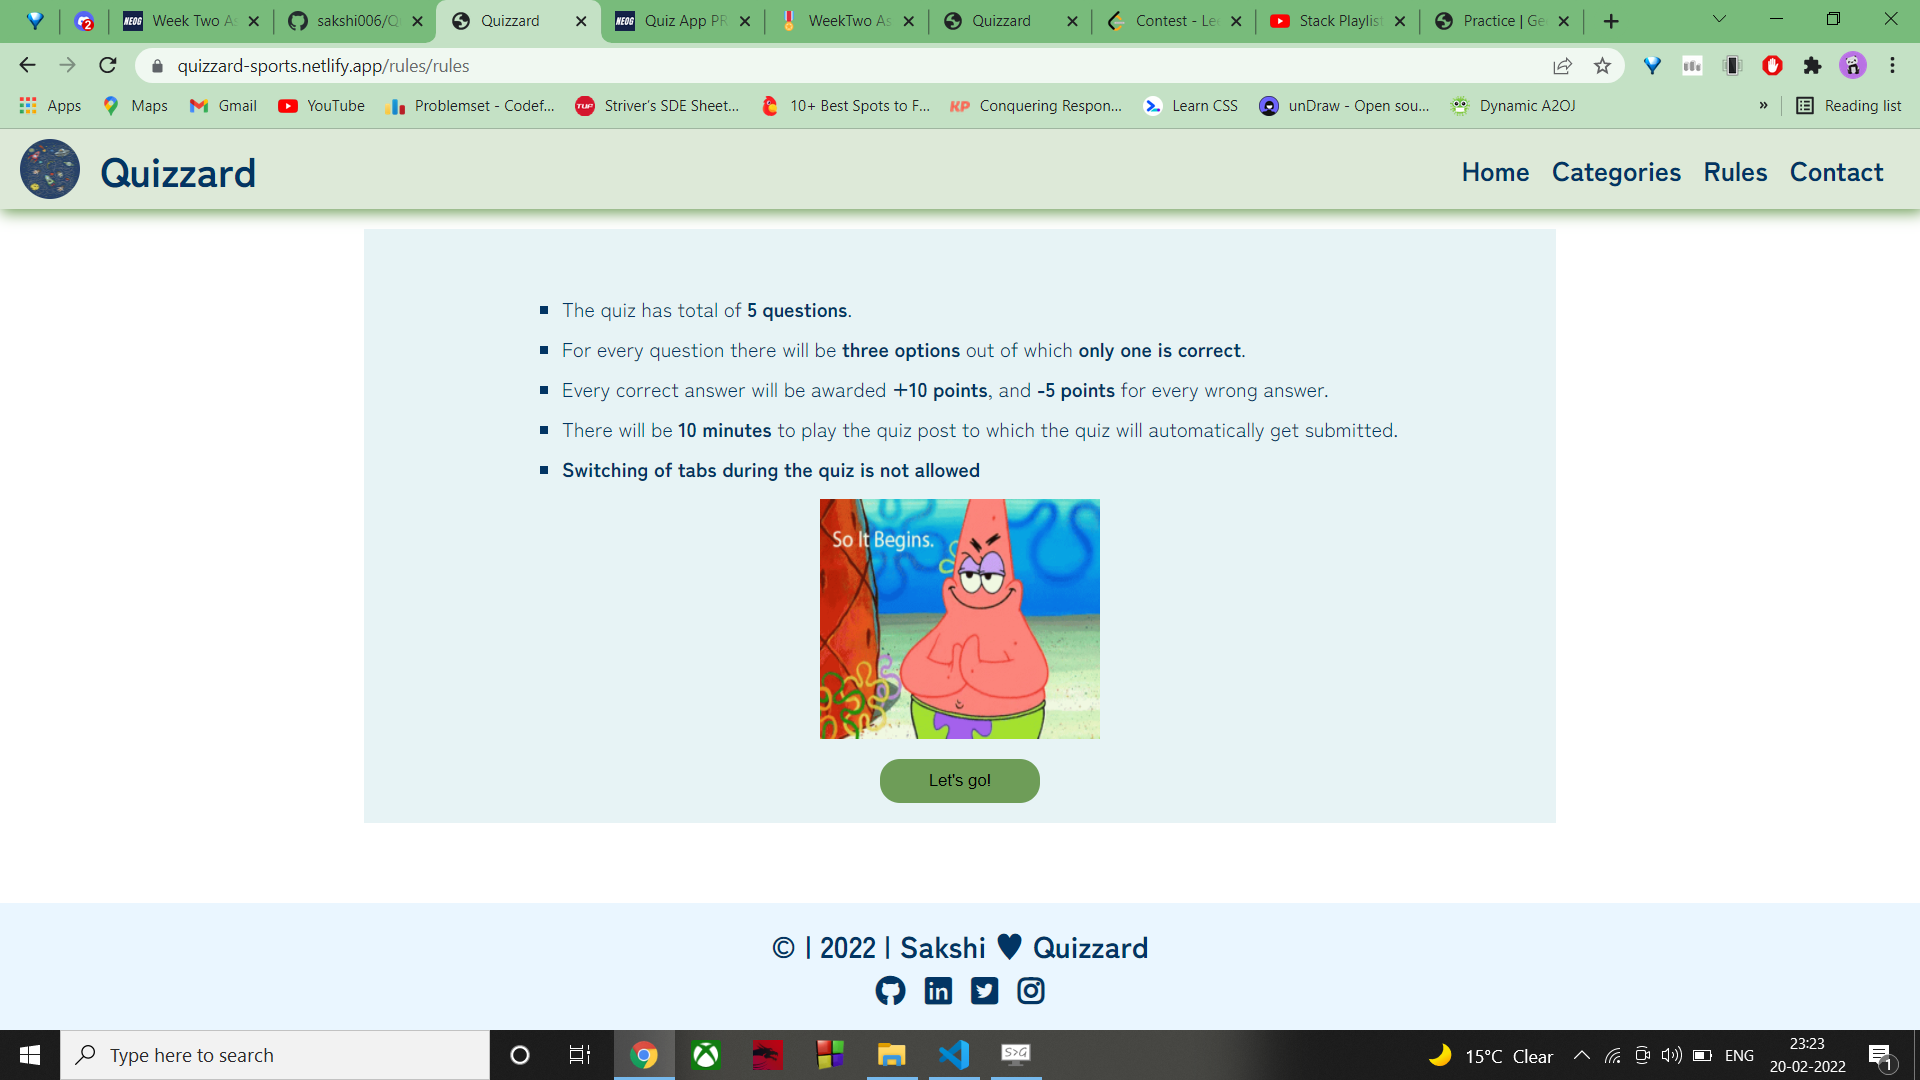 Week Two As
sakshi006/Qu
Quizzard
Quiz App PR
WeekTwo As
Quizzard
Contest - Lee
Stack Playlist
Practice | Gee
quizzard-sports.netlify.app/rules/rules
Apps Maps Gmail YouTube Problemset - Codef... Striver's SDE Sheet... 10+ Best Spots to F... Conquering Respon... Learn CSS unDraw - Open sou... Dynamic A2OJ » Reading list
Quizzard
Home Categories Rules Contact
The quiz has total of 5 questions.
For every question there will be three options out of which only one is correct.
Every correct answer will be awarded +10 points, and -5 points for every wrong answer.
There will be 10 minutes to play the quiz post to which the quiz will automatically get submitted.
Switching of tabs during the quiz is not allowed
So It Begins.
Let's go!
© | 2022 | Sakshi ♥ Quizzard
Type here to search
15°C Clear
ENG
23:23
20-02-2022
1